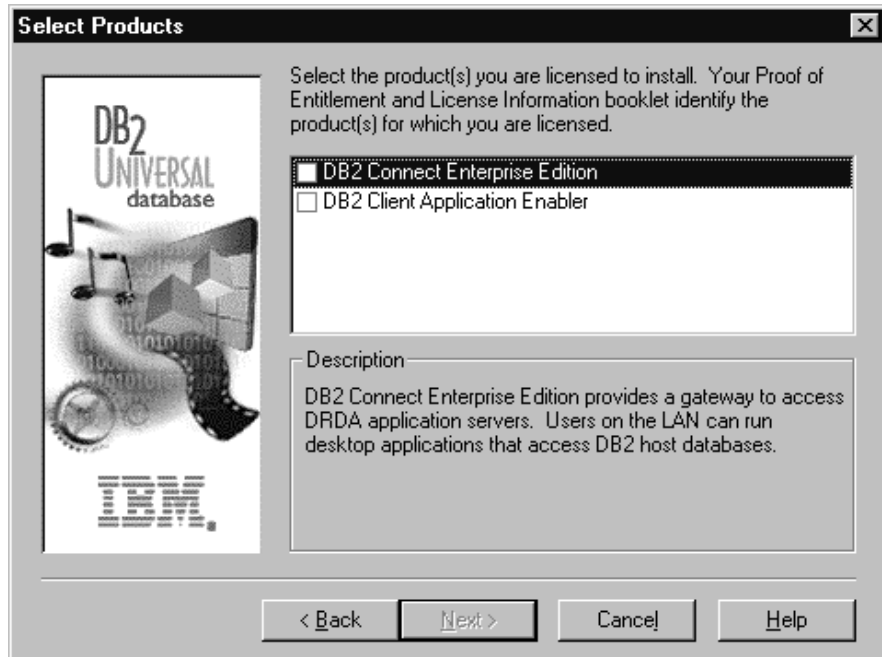 Select Products
Select the product(s) you are licensed to install. Your Proof of
Entitlement and License Information booklet identify the
product(s) for which you are licensed.
DB2
UNIVERSAL
database
IBM.
DB2 Connect Enterprise Edition
DB2 Client Application Enabler
Description
DB2 Connect Enterprise Edition provides a gateway to access
DRDA application servers. Users on the LAN can run
desktop applications that access DB2 host databases.
< Back
Next >
Cancel
Help